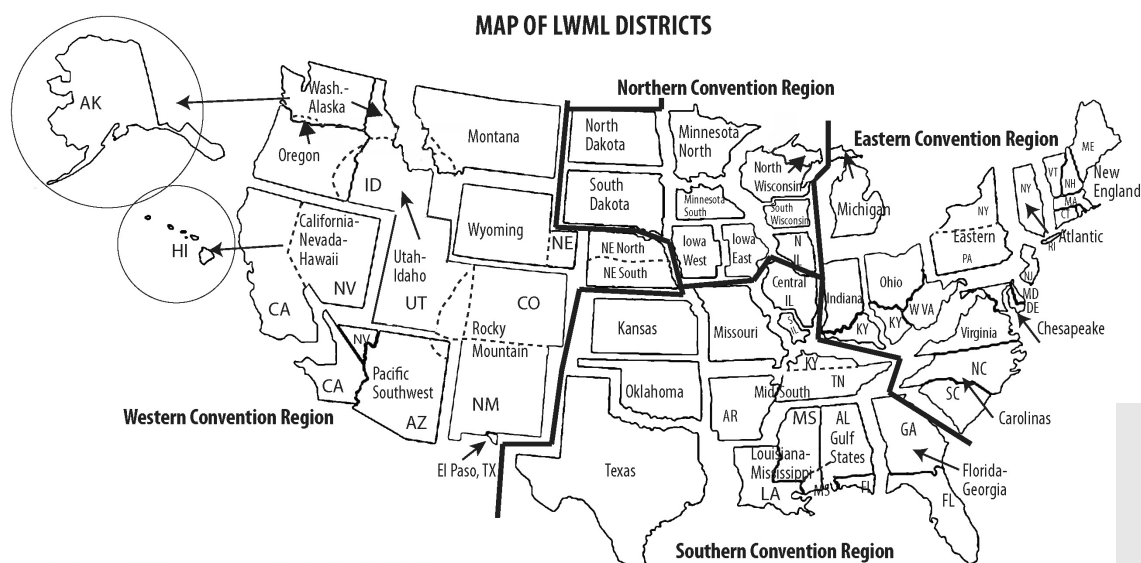 MAP OF LWML DISTRICTS
Northern Convention Region
Eastern Convention Region
Western Convention Region
Southern Convention Region
AK
HI
Wash.-
Alaska
Oregon
ID
Montana
Wyoming
NE
California-
Nevada-
Hawaii
NV
CA
Utah-
Idaho
UT
CO
Rocky
Mountain
NV
CA
Pacific
Southwest
AZ
NM
El Paso, TX
North
Dakota
South
Dakota
Minnesota
North
Minnesota
South
North
Wisconsin
South
Wisconsin
NE North
NE South
Iowa
West
Iowa
East
N
IL
Central
IL
S
IL
Michigan
Indiana
Ohio
KY
KY
W VA
Virginia
NY
Eastern
PA
NY
VT
NH
ME
MA
CT
RI
New
England
Atlantic
NJ
MD
DE
Chesapeake
NC
SC
Carolinas
Kansas
Missouri
Oklahoma
KY
Mid-South
TN
AR
Texas
MS
AL
Gulf
States
Louisiana-
Mississippi
LA
MS
FL
GA
Florida-
Georgia
FL